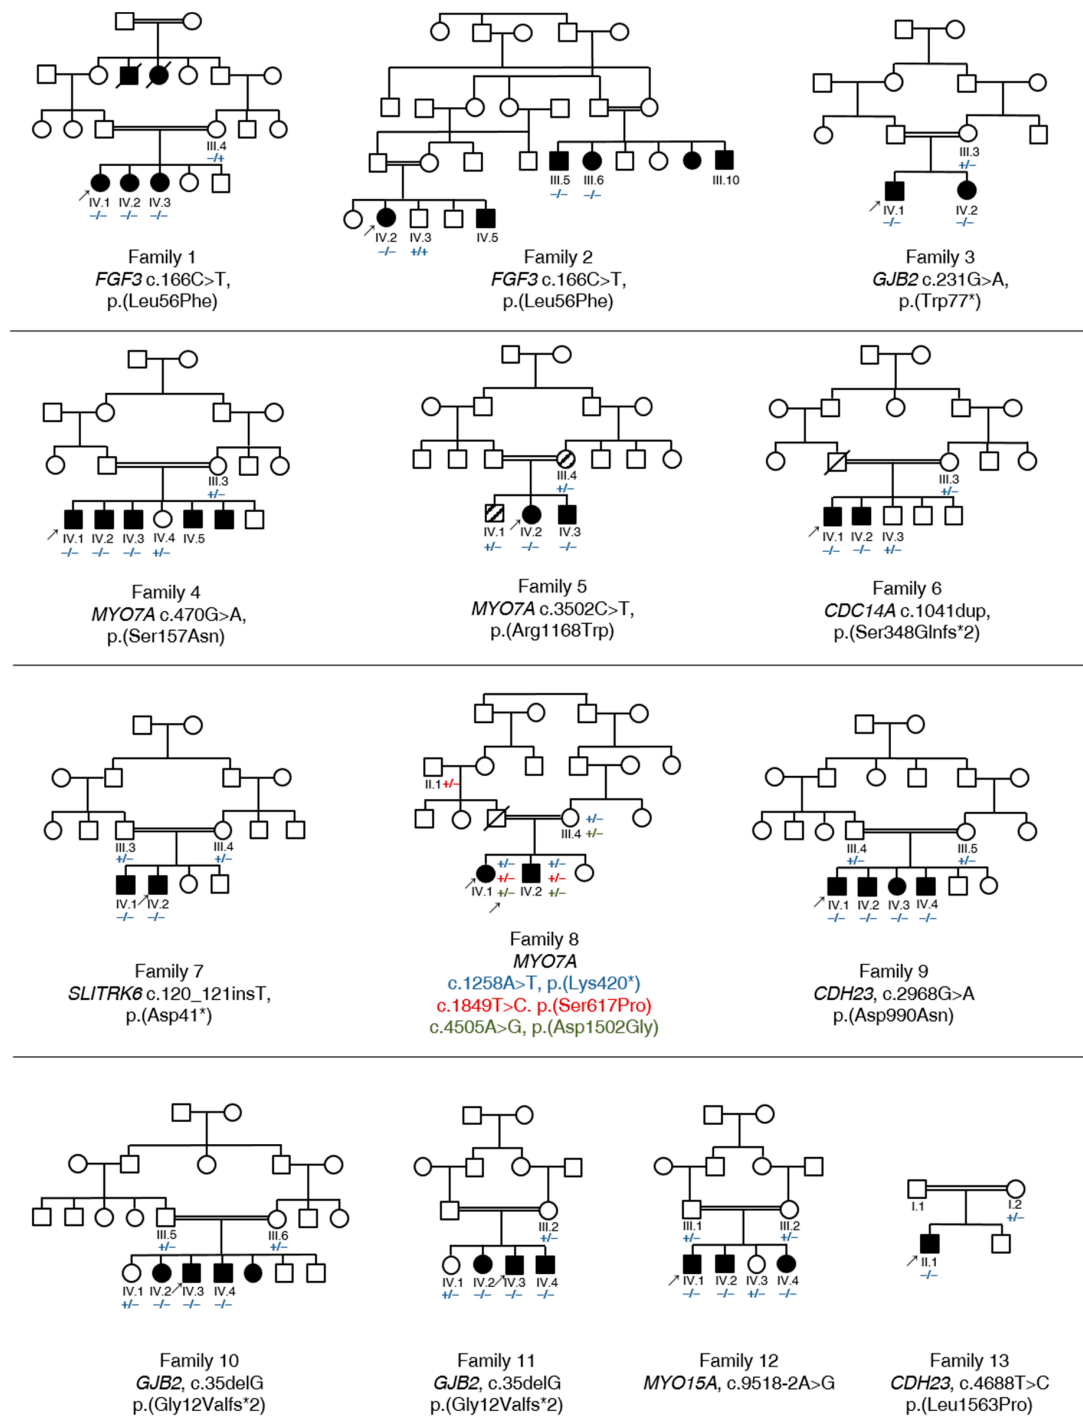 III.4
–/+
IV.1 IV.2 IV.3
–/– –/– –/–
Family 1
FGF3 c.166C>T,
p.(Leu56Phe)
III.5 III.6 III.10
–/– –/–
IV.2 IV.3 IV.5
–/– +/+
Family 2
FGF3 c.166C>T,
p.(Leu56Phe)
III.3
+/–
IV.1 IV.2
–/– –/–
Family 3
GJB2 c.231G>A,
p.(Trp77*)
III.3
+/–
IV.1 IV.2 IV.3 IV.4 IV.5
–/– –/– –/– +/–
Family 4
MYO7A c.470G>A,
p.(Ser157Asn)
III.4
+/–
IV.1 IV.2 IV.3
+/– –/– –/–
Family 5
MYO7A c.3502C>T,
p.(Arg1168Trp)
III.3
+/–
IV.1 IV.2 IV.3
–/– –/– +/–
Family 6
CDC14A c.1041dup,
p.(Ser348Glnfs*2)
III.3 III.4
+/– +/–
IV.1 IV.2
–/– –/–
Family 7
SLITRK6 c.120_121insT,
p.(Asp41*)
II.1 +/–
III.4 +/–
+/–
+/– +/–
+/– +/–
IV.1 +/– IV.2 +/–
Family 8
MYO7A
c.1258A>T, p.(Lys420*)
c.1849T>C. p.(Ser617Pro)
c.4505A>G, p.(Asp1502Gly)
III.4 III.5
+/– +/–
IV.1 IV.2 IV.3 IV.4
–/– –/– –/– –/–
Family 9
CDH23, c.2968G>A
p.(Asp990Asn)
III.5 III.6
+/– +/–
IV.1 IV.2 IV.3 IV.4
+/– –/– –/– –/–
Family 10
GJB2, c.35delG
p.(Gly12Valfs*2)
III.2
+/–
IV.1 IV.2 IV.3 IV.4
+/– –/– –/– –/–
Family 11
GJB2, c.35delG
p.(Gly12Valfs*2)
III.1 III.2
+/– +/–
IV.1 IV.2 IV.3 IV.4
–/– –/– +/– –/–
Family 12
MYO15A, c.9518-2A>G
I.1 I.2
+/–
II.1
–/–
Family 13
CDH23, c.4688T>C
p.(Leu1563Pro)